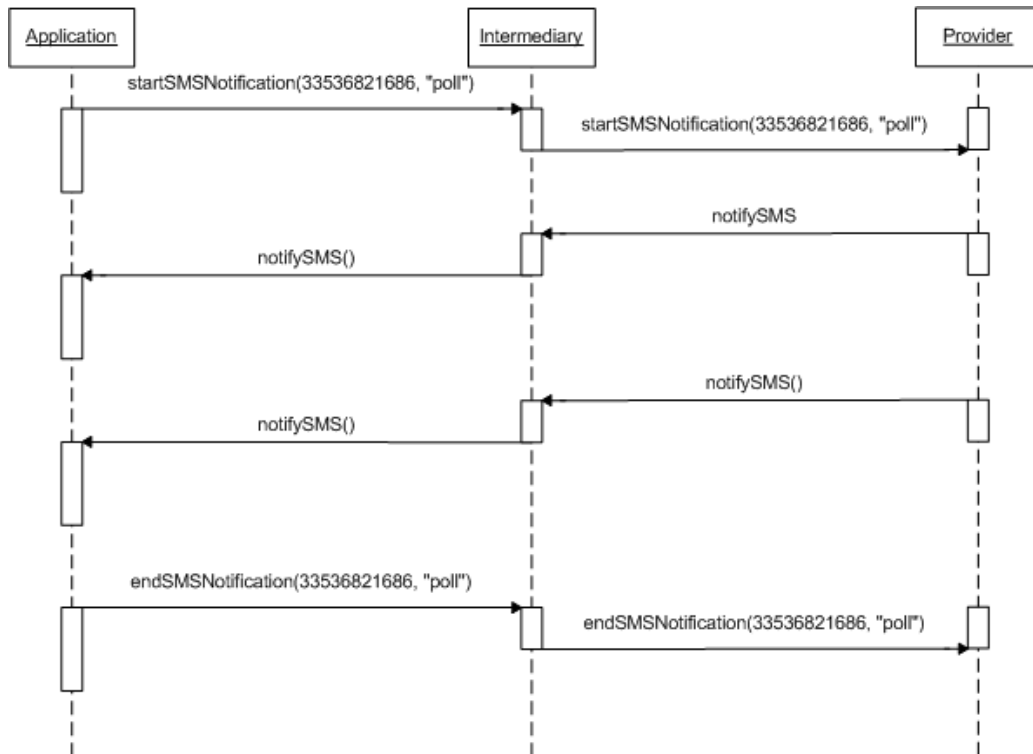 Application
Intermediary
Provider
startSMSNotification(33536821686, "poll")
startSMSNotification(33536821686, "poll")
notifySMS
notifySMS()
notifySMS()
notifySMS()
endSMSNotification(33536821686, "poll")
endSMSNotification(33536821686, "poll")